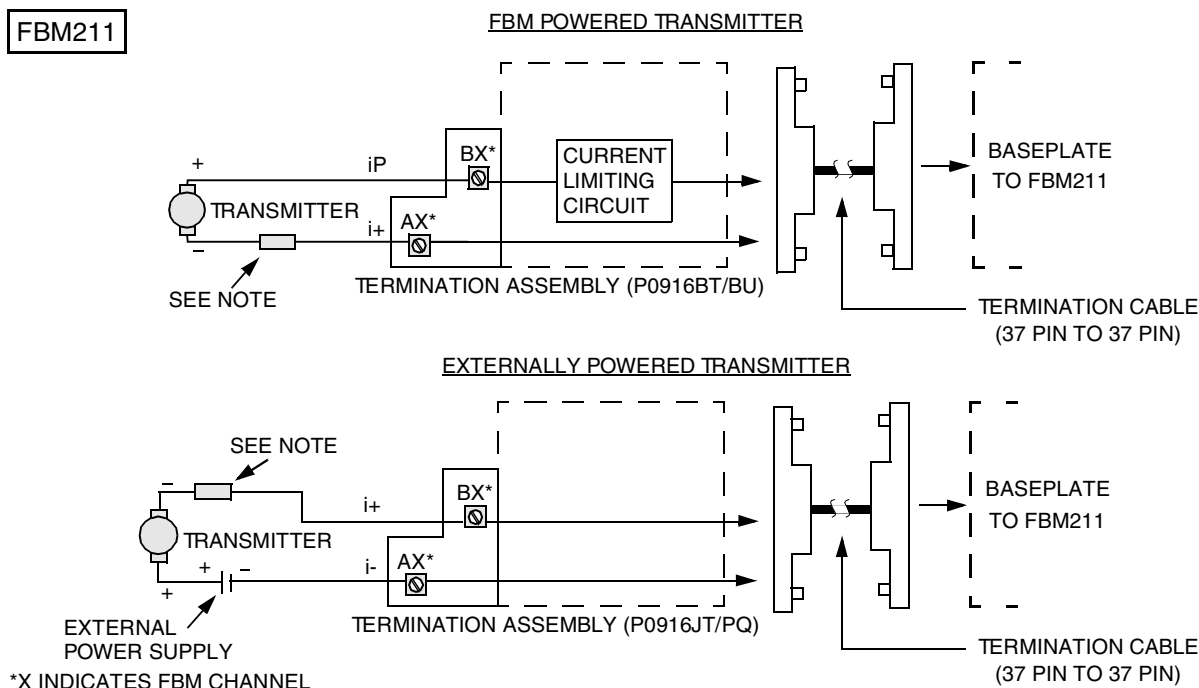 FBM211
FBM POWERED TRANSMITTER
+
iP
BX*
CURRENT
LIMITING
CIRCUIT
BASEPLATE
TO FBM211
TRANSMITTER
i+
AX*
–
SEE NOTE
TERMINATION ASSEMBLY (P0916BT/BU)
TERMINATION CABLE
(37 PIN TO 37 PIN)
EXTERNALLY POWERED TRANSMITTER
SEE NOTE
–
i+
BX*
BASEPLATE
TO FBM211
TRANSMITTER
+
–
i-
AX*
+
EXTERNAL
POWER SUPPLY
TERMINATION ASSEMBLY (P0916JT/PQ)
TERMINATION CABLE
(37 PIN TO 37 PIN)
*X INDICATES FBM CHANNEL